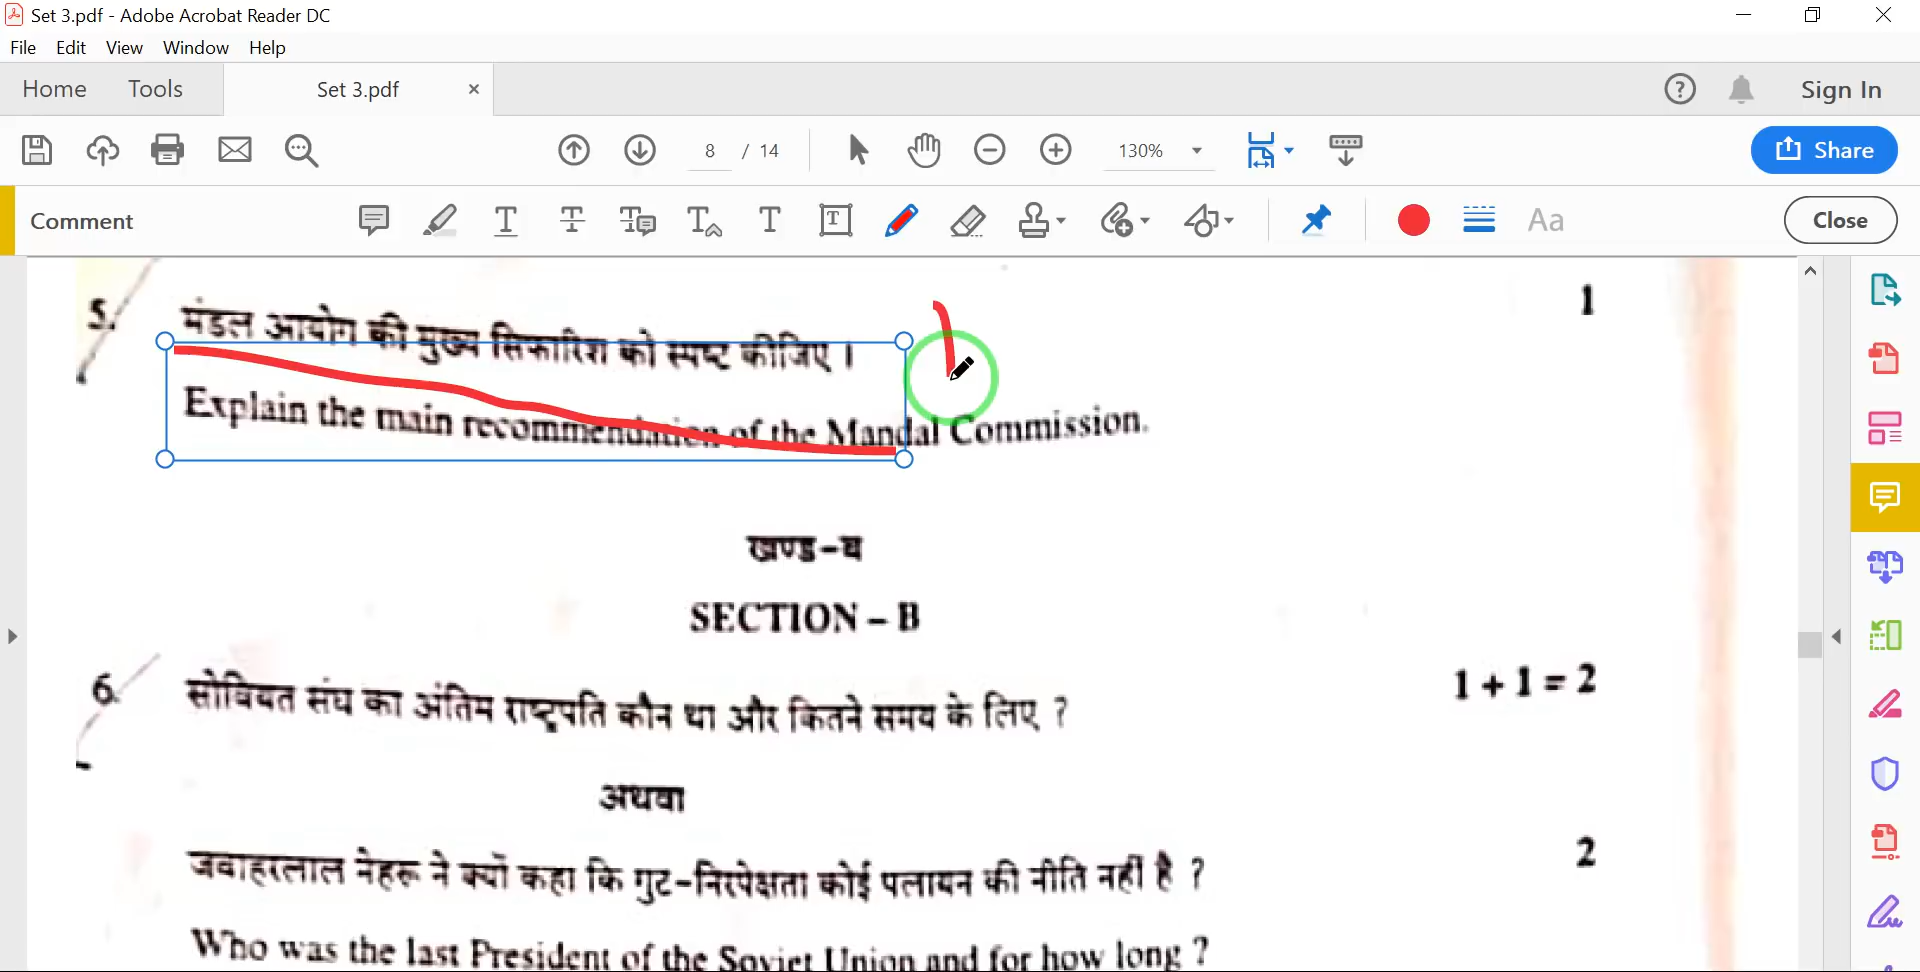 Set 3.pdf - Adobe Acrobat Reader DC
File Edit View Window Help
Home Tools Set 3.pdf × ? Sign In
8 / 14 130% Share
Comment T T T T T T Aa Close
5. मंडल आयोग की मुख्य सिफारिश को स्पष्ट कीजिए । 1
Explain the main recommendation of the Mandal Commission.
खण्ड-ब
SECTION – B
6. सोवियत संघ का अंतिम राष्ट्रपति कौन था और कितने समय के लिए ? 1 + 1 = 2
अथवा
जवाहरलाल नेहरू ने क्यों कहा कि गुट-निरपेक्षता कोई पलायन की नीति नहीं है ? 2
Who was the last President of the Soviet Union and for how long ?